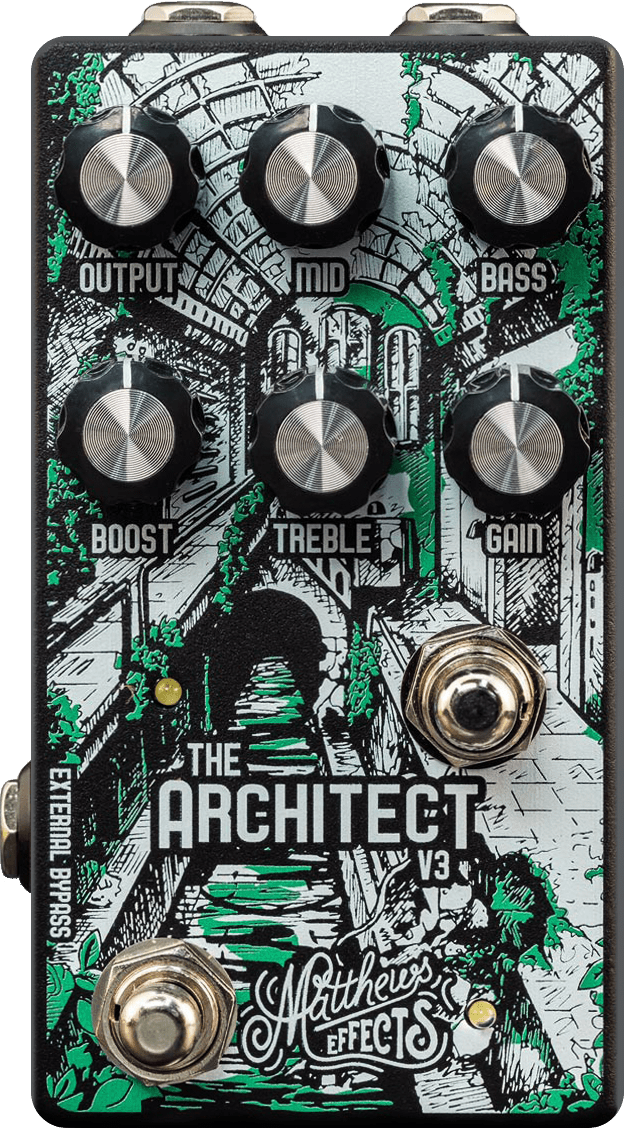 OUTPUT MID BASS
BOOST TREBLE GAIN
THE
ARCHITECT
V3
EXTERNAL BYPASS
Matthews
EFFECTS